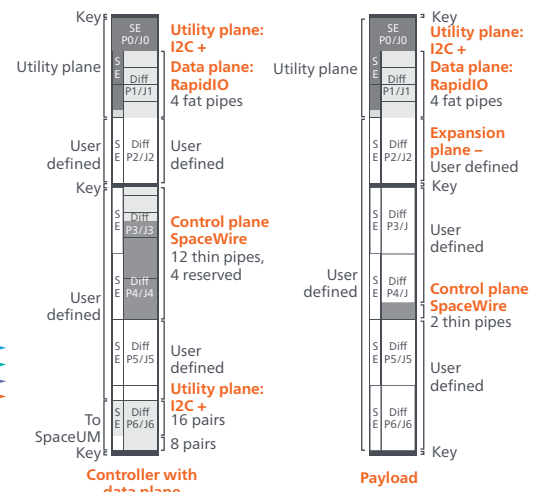 Key
SE
P0/J0
Utility plane:
I2C +
Data plane:
RapidIO
4 fat pipes
Utility plane
S
E
Diff
P1/J1
User
defined
S
E
Diff
P2/J2
User
defined
Key
S
E
Diff
P3/J3
Control plane
SpaceWire
12 thin pipes,
4 reserved
User
defined
S
E
Diff
P4/J4
S
E
Diff
P5/J5
User
defined
Utility plane:
I2C +
16 pairs
To
SpaceUM
S
E
Diff
P6/J6
8 pairs
Key
Controller with
data plane
Key
SE
P0/J0
Utility plane:
I2C +
Data plane:
RapidIO
4 fat pipes
Utility plane
S
E
Diff
P1/J1
Expansion
plane –
User defined
S
E
Diff
P2/J2
Key
S
E
Diff
P3/J
User
defined
User
defined
S
E
Diff
P4/J
Control plane
SpaceWire
2 thin pipes
S
E
Diff
P5/J5
User
defined
S
E
Diff
P6/J6
Key
Payload